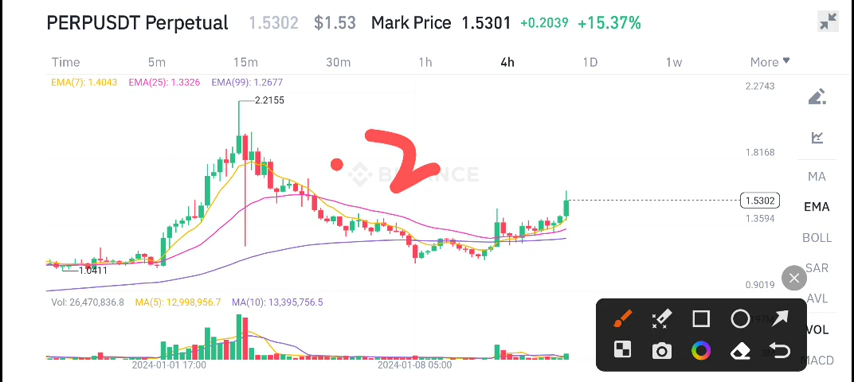 PERPUSDT Perpetual 1.5302 $1.53 Mark Price 1.5301 +0.2039 +15.37%
Time 5m 15m 30m 1h 4h 1D 1w More
EMA(7): 1.4043 EMA(25): 1.3326 EMA(99): 1.2677
2.2743
2.2155
2
1.8168
BINANCE
MA
1.5302
EMA
1.3594
BOLL
1.0411
SAR
0.9019
AVL
Vol: 26,470,836.8 MA(5): 12,998,956.7 MA(10): 13,395,756.5
VOL
MACD
2024-01-01 17:00 2024-01-08 05:00